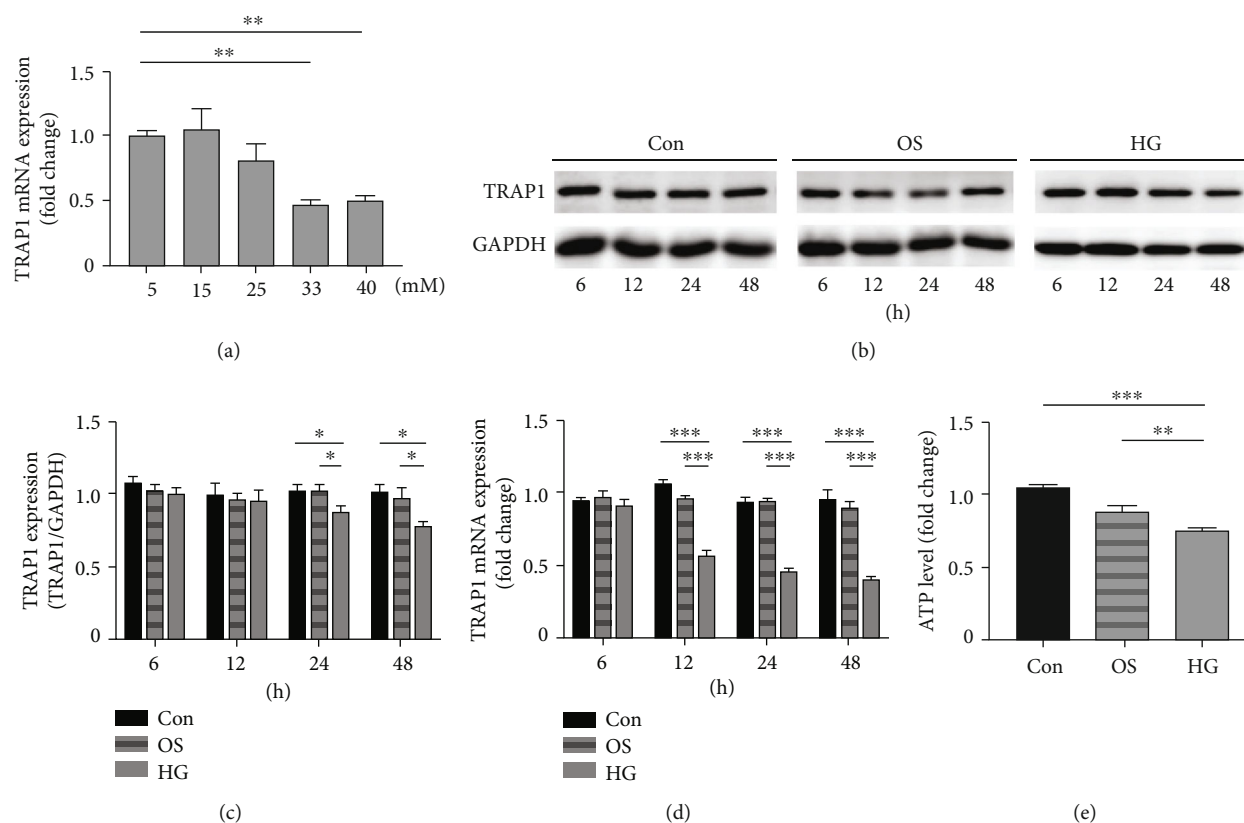 **
**
TRAP1 mRNA expression
(fold change)
1.5
1.0
0.5
0
5 15 25 33 40 (mM)
(a)
Con OS HG
TRAP1
GAPDH
6 12 24 48 6 12 24 48 6 12 24 48
(h)
(b)
TRAP1 expression
(TRAP1/GAPDH)
1.5
1.0
0.5
0
* *
* *
6 12 24 48
(h)
Con
OS
HG
(c)
TRAP1 mRNA expression
(fold change)
1.5
1.0
0.5
0
*** *** ***
*** *** ***
6 12 24 48
(h)
Con
OS
HG
(d)
ATP level (fold change)
1.5
1.0
0.5
0
***
**
Con OS HG
(e)